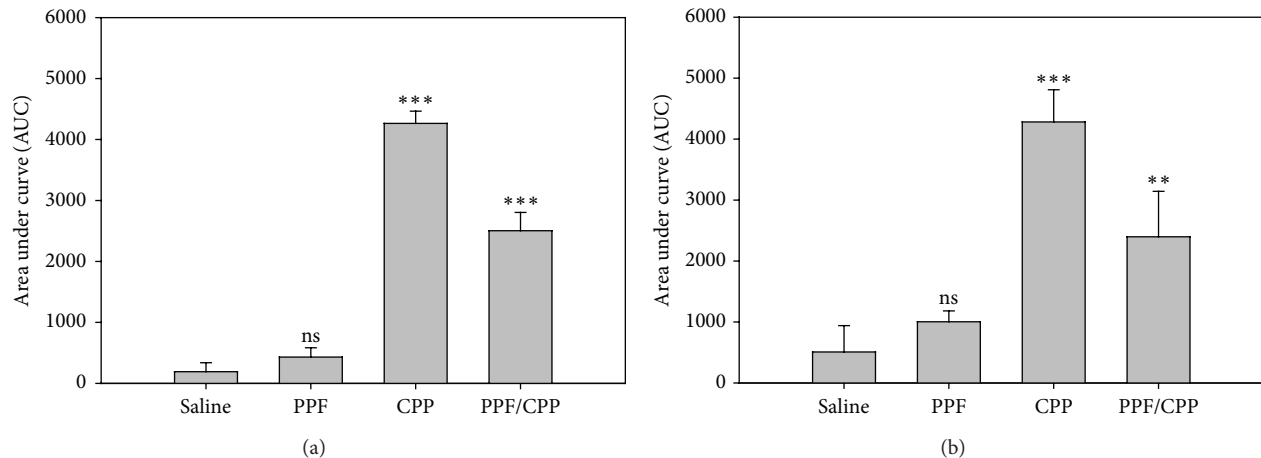 6000
5000
4000
3000
2000
1000
0
Area under curve (AUC)
***
***
ns
Saline PPF CPP PPF/CPP
(a)
6000
5000
4000
3000
2000
1000
0
Area under curve (AUC)
***
**
ns
Saline PPF CPP PPF/CPP
(b)